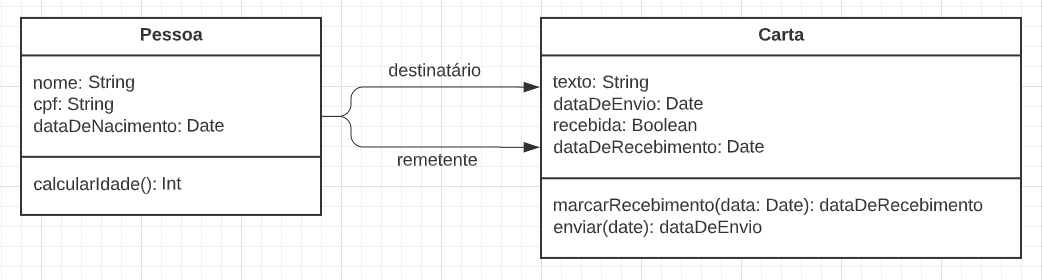 Pessoa
nome: String
cpf: String
dataDeNacimento: Date
calcularIdade(): Int
destinatário
remetente
Carta
texto: String
dataDeEnvio: Date
recebida: Boolean
dataDeRecebimento: Date
marcarRecebimento(data: Date): dataDeRecebimento
enviar(date): dataDeEnvio